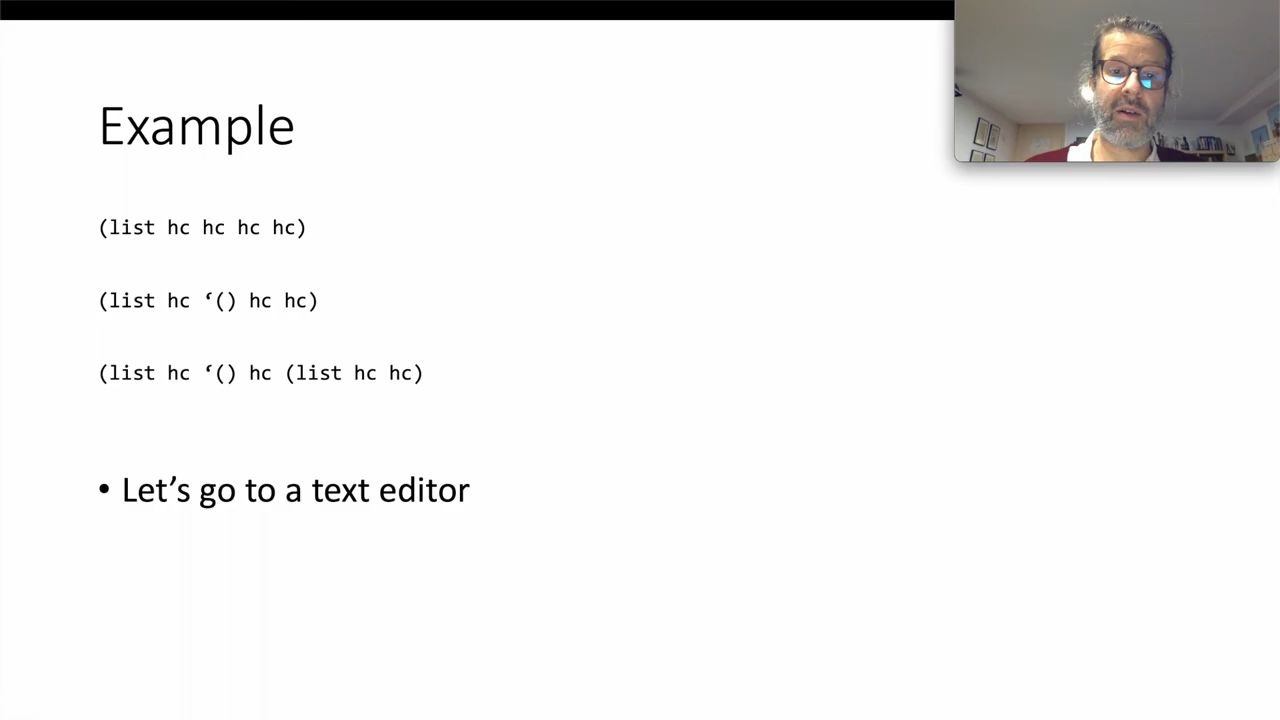 Example
(list hc hc hc hc)
(list hc ‘() hc hc)
(list hc ‘() hc (list hc hc)
• Let’s go to a text editor